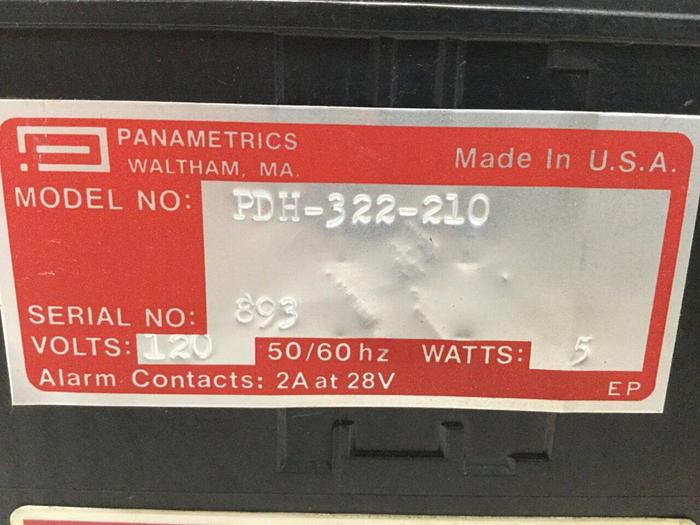 PANAMETRICS
WALTHAM, MA.
Made In U.S.A.
MODEL NO: PDH-322-210
SERIAL NO: 893
VOLTS: 120 50/60 hz WATTS: 5
Alarm Contacts: 2A at 28V
EP